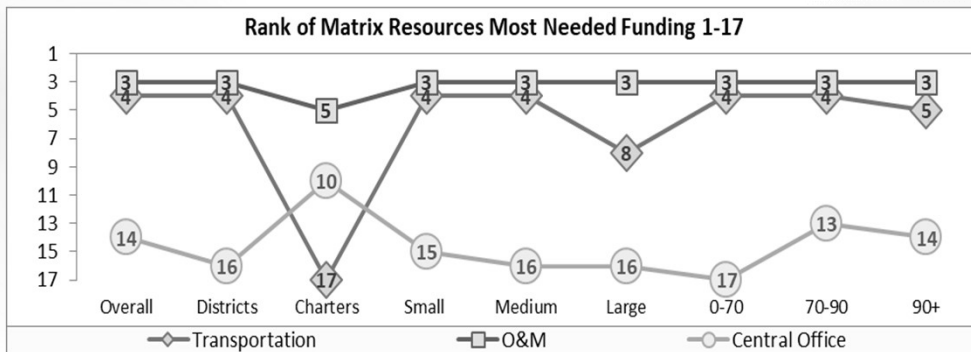 Rank of Matrix Resources Most Needed Funding 1-17
1
3 3 3 5 3 3 3 3 3 3
5 4 4 4 4 4 4 5
7
9 8
11 10
13 13
15 14 16 15 16 16 14
17 17 17
Overall Districts Charters Small Medium Large 0-70 70-90 90+
Transportation O&M Central Office